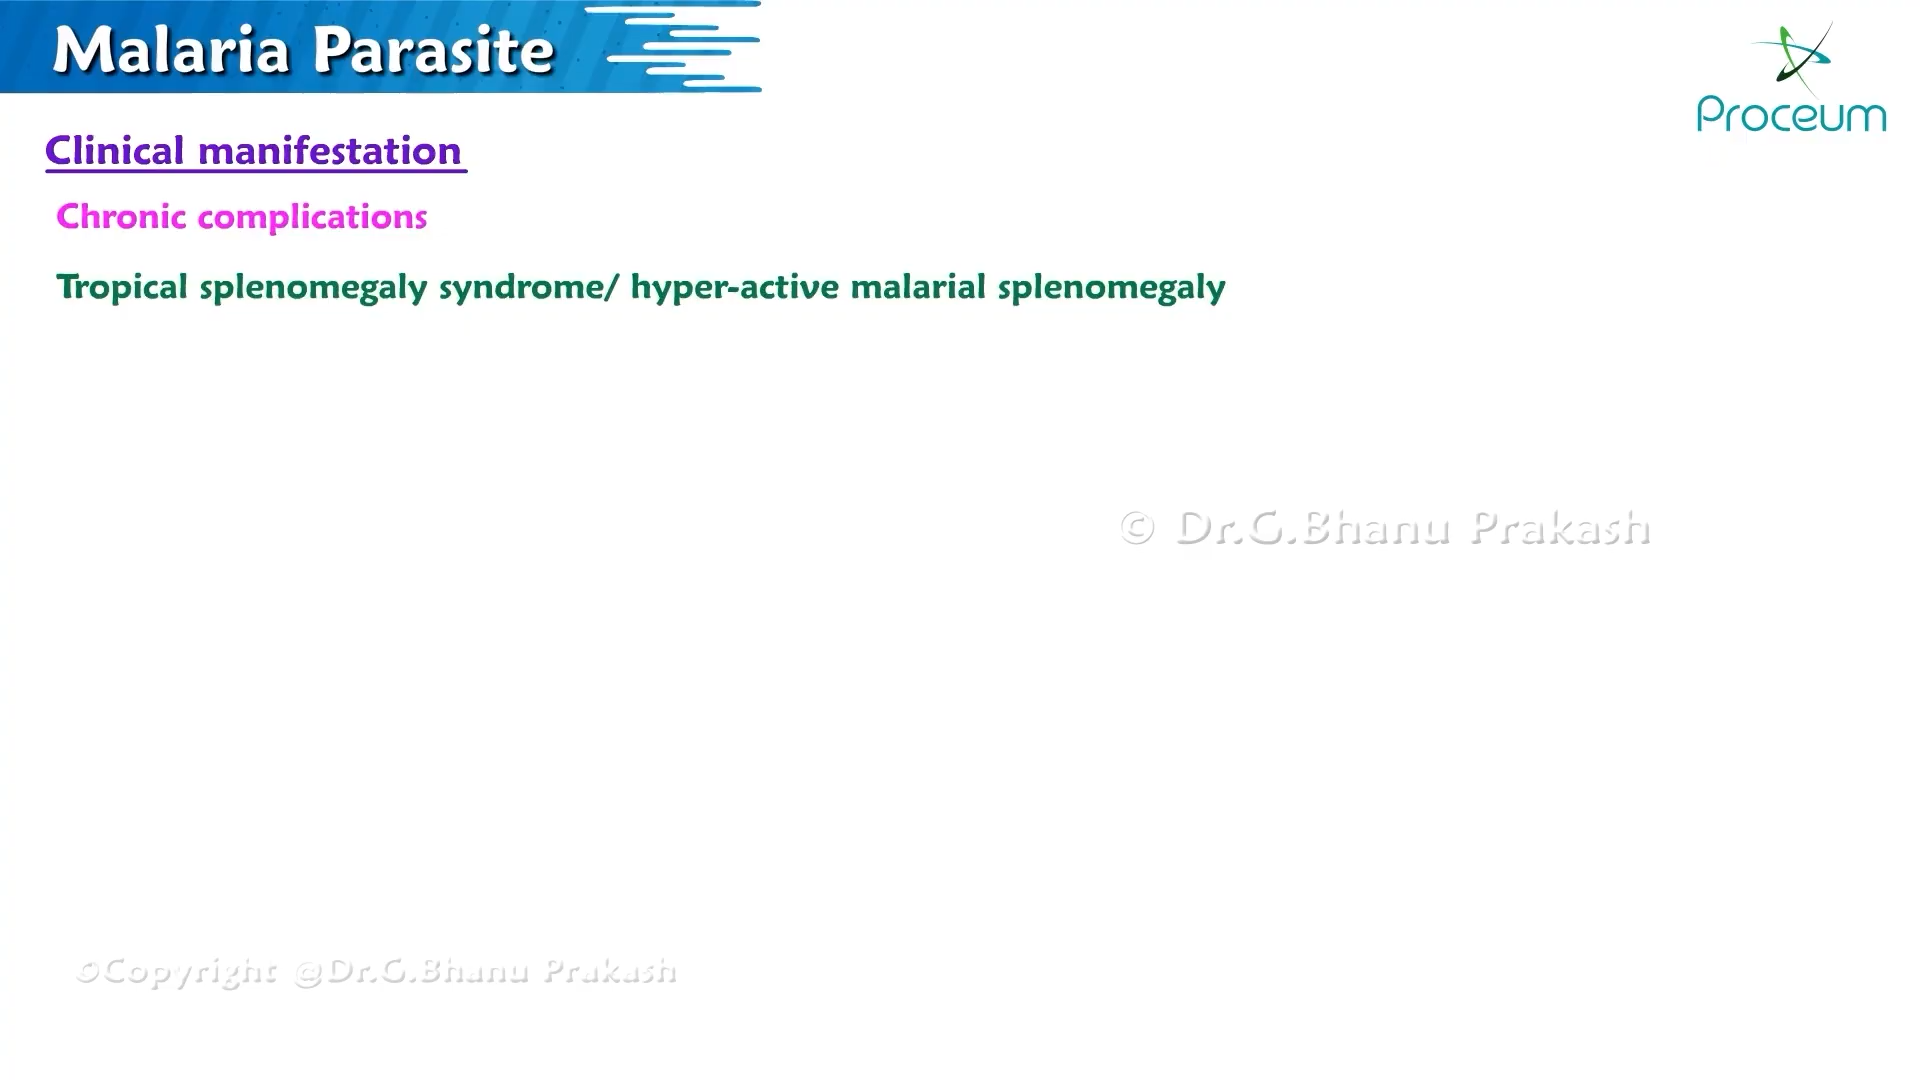 Malaria Parasite
Proceum
Clinical manifestation
Chronic complications
Tropical splenomegaly syndrome/ hyper-active malarial splenomegaly
© Dr.G.Bhanu Prakash
©Copyright @Dr.G.Bhanu Prakash